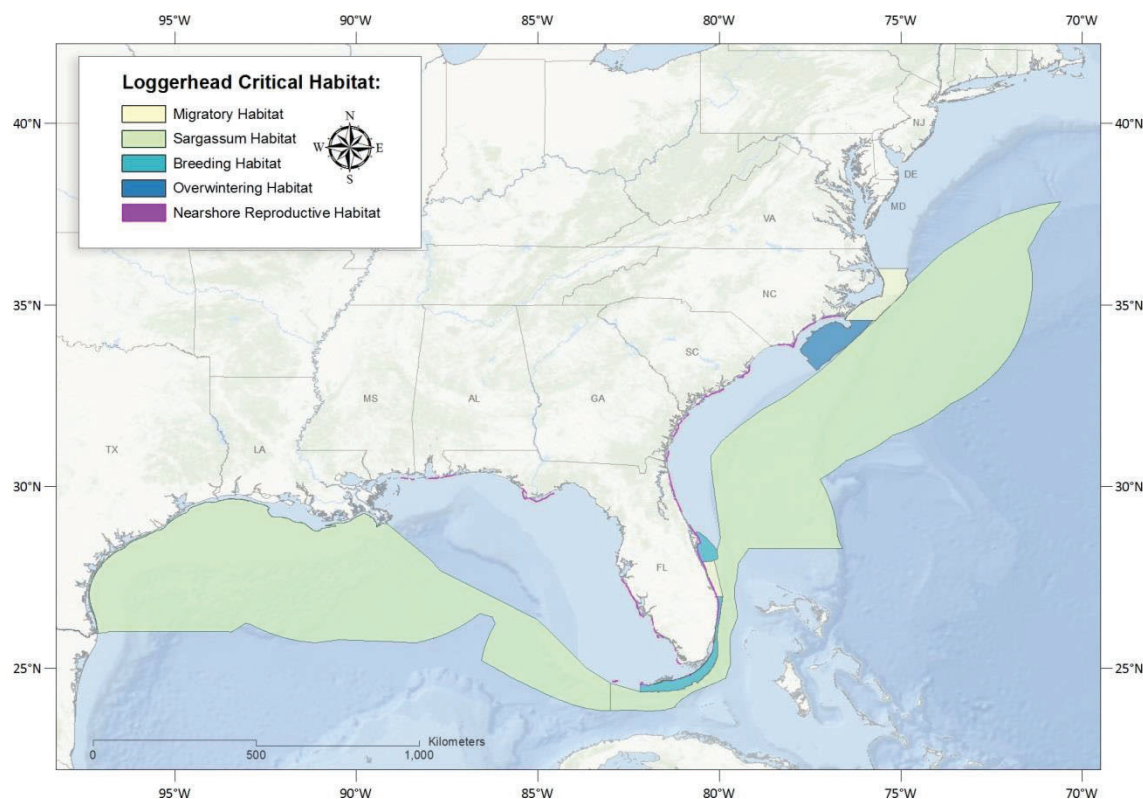 95°W 90°W 85°W 80°W 75°W 70°W
Loggerhead Critical Habitat:
Migratory Habitat
Sargassum Habitat
Breeding Habitat
Overwintering Habitat
Nearshore Reproductive Habitat
N
W E
S
40°N 40°N
NJ
DE
MD
VA
35°N 35°N
NC
SC
MS AL GA
TX LA
30°N 30°N
FL
25°N 25°N
Kilometers
0 500 1,000
95°W 90°W 85°W 80°W 75°W 70°W